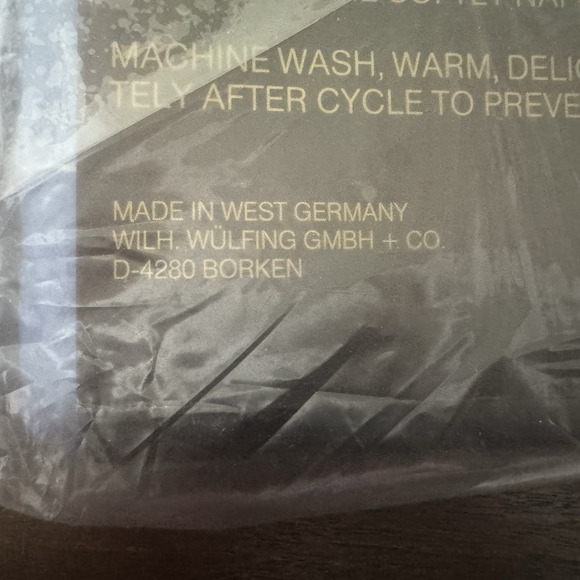 MACHINE WASH, WARM, DELIC
TELY AFTER CYCLE TO PREVE
MADE IN WEST GERMANY
WILH. WÜLFING GMBH + CO.
D-4280 BORKEN